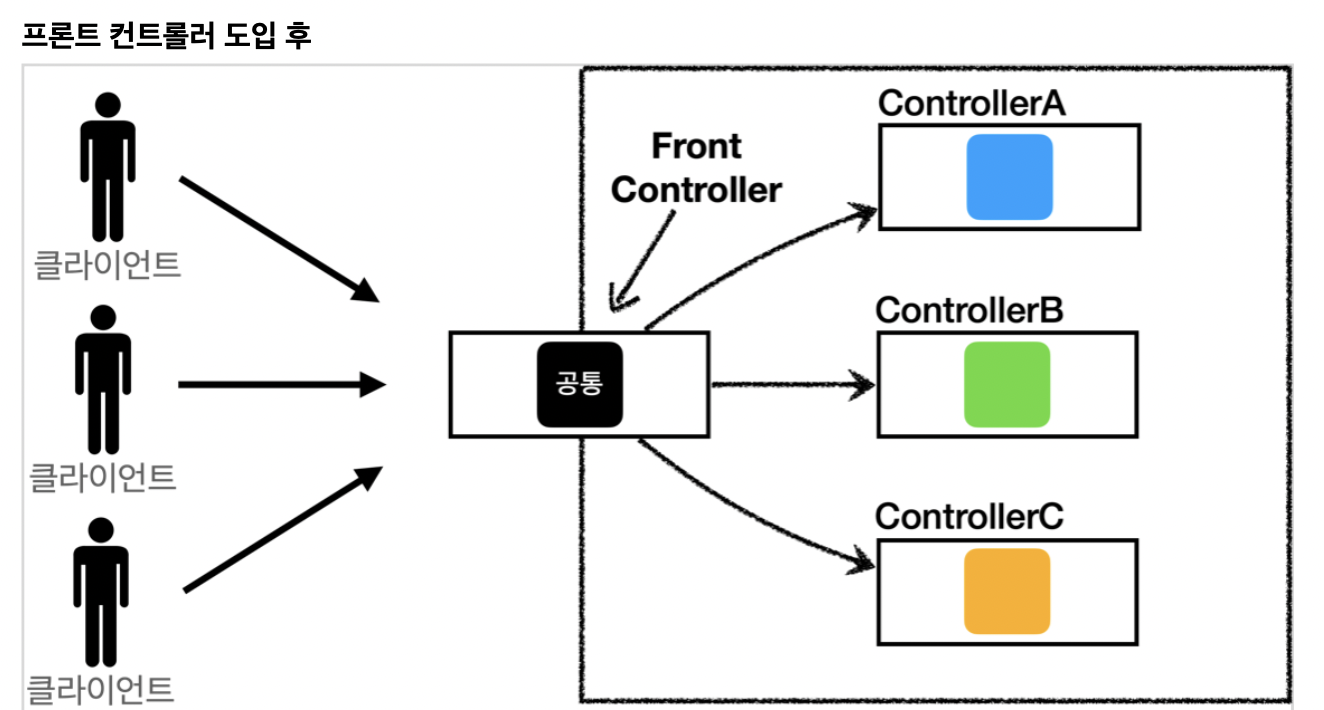 프론트 컨트롤러 도입 후
클라이언트
클라이언트
클라이언트
Front
Controller
공통
ControllerA
ControllerB
ControllerC